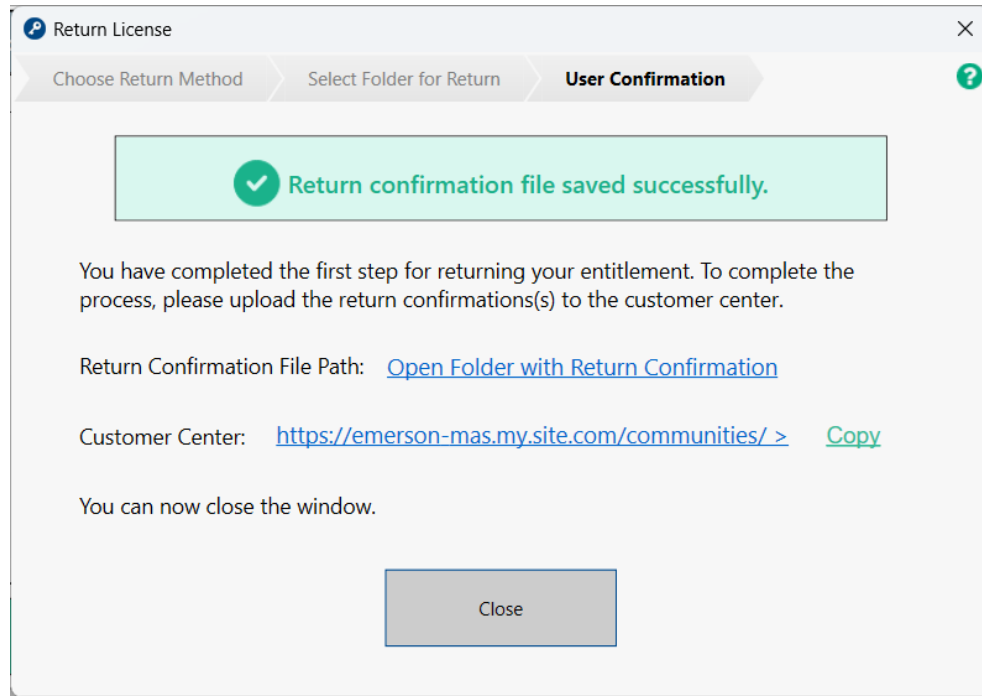 Return License
Choose Return Method
Select Folder for Return
User Confirmation
?
Return confirmation file saved successfully.
You have completed the first step for returning your entitlement. To complete the
process, please upload the return confirmations(s) to the customer center.
Return Confirmation File Path: Open Folder with Return Confirmation
Customer Center: https://emerson-mas.my.site.com/communities/ > Copy
You can now close the window.
Close